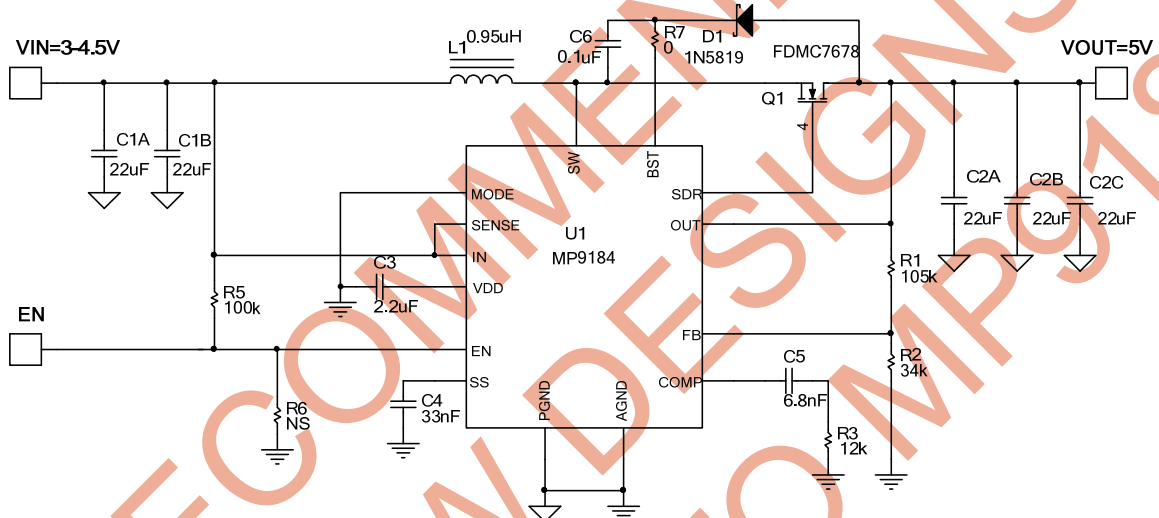 VIN=3-4.5V
L1
0.95uH
C6
0.1uF
R7
0
D1
1N5819
FDMC7678
VOUT=5V
Q1
4
C1A
22uF
C1B
22uF
SW
BST
MODE
SENSE
IN
VDD
EN
SS
U1
MP9184
SDR
OUT
FB
COMP
PGND
AGND
C2A
22uF
C2B
22uF
C2C
22uF
C3
2.2uF
R5
100k
EN
R6
NS
C4
33nF
R1
105k
R2
34k
C5
6.8nF
R3
12k
ECOMMEN
W DESIGNS
O MP918